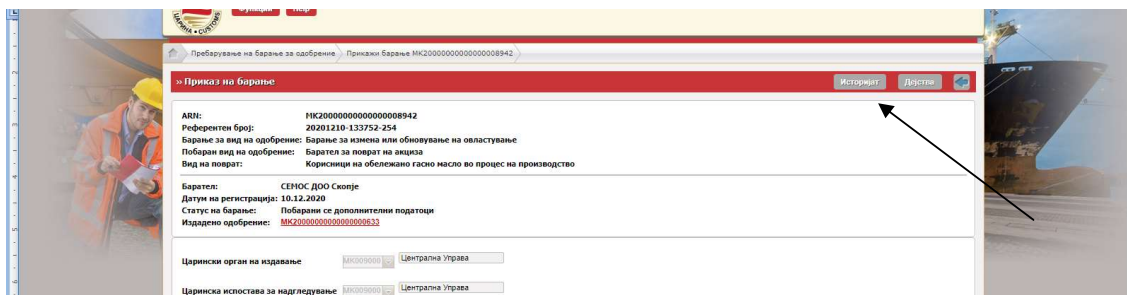 ЦАРИНА • CUSTOMS
Пребарување на барање за одобрение Прикажи барање MK20000000000000008942
» Приказ на барање Историјат Дејства
ARN: MK20000000000000008942
Референтен број: 20201210-133752-254
Барање за вид на одобрение: Барање за измена или обновување на овластување
Побаран вид на одобрение: Барател за поврат на акциза
Вид на поврат: Корисници на обележано гасно масло во процес на производство
Барател: СЕМОС ДОО Скопје
Датум на регистрација: 10.12.2020
Статус на барање: Побарани се дополнителни податоци
Издадено одобрение: MK20000000000000000633
Царински орган на издавање MK009000 Централна Управа
Царинска испостава за надгледување MK009000 Централна Управа